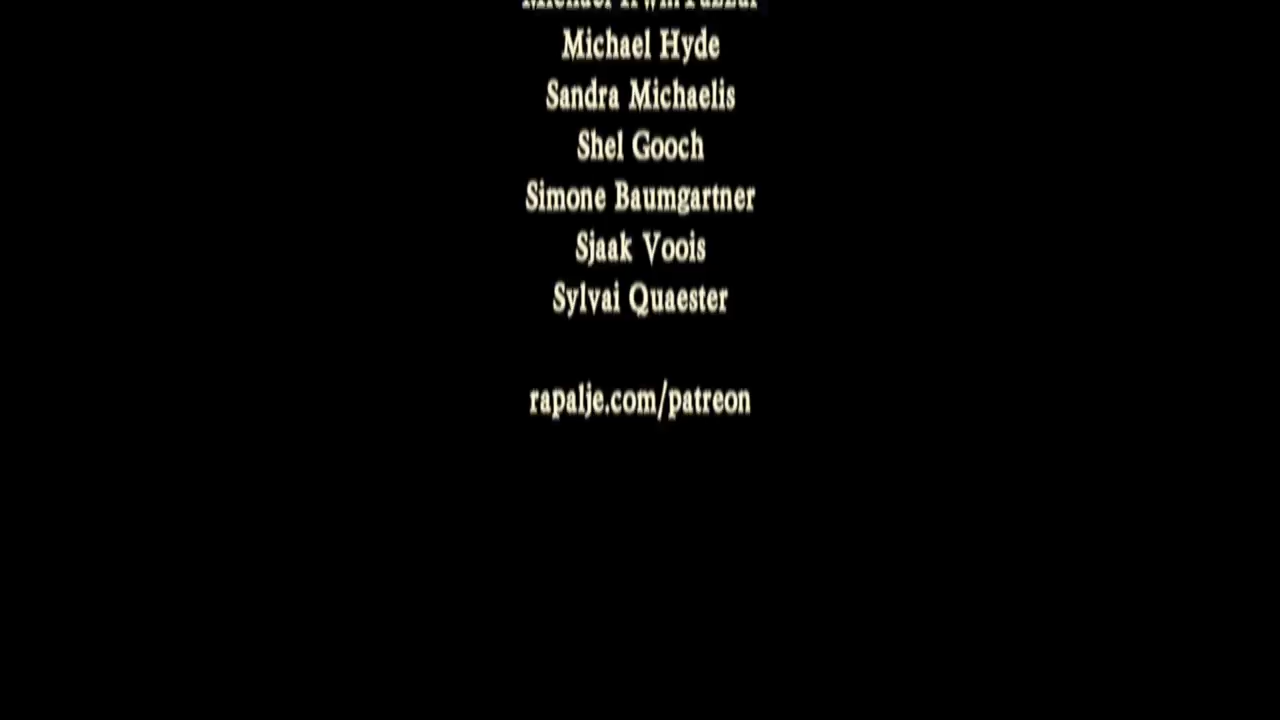 Michael Hyde
Sandra Michaelis
Shel Gooch
Simone Baumgartner
Sjaak Voois
Sylvai Quaester
rapalje.com/patreon